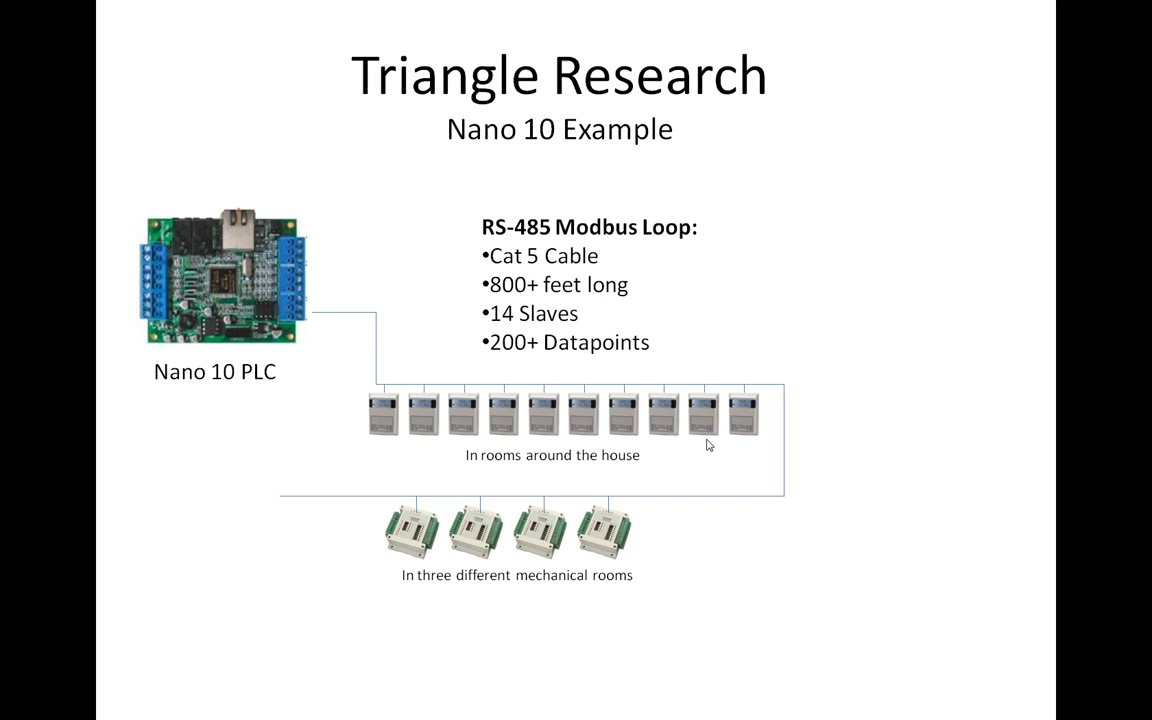 Triangle Research
Nano 10 Example
RS-485 Modbus Loop:
•Cat 5 Cable
•800+ feet long
•14 Slaves
•200+ Datapoints
Nano 10 PLC
In rooms around the house
In three different mechanical rooms